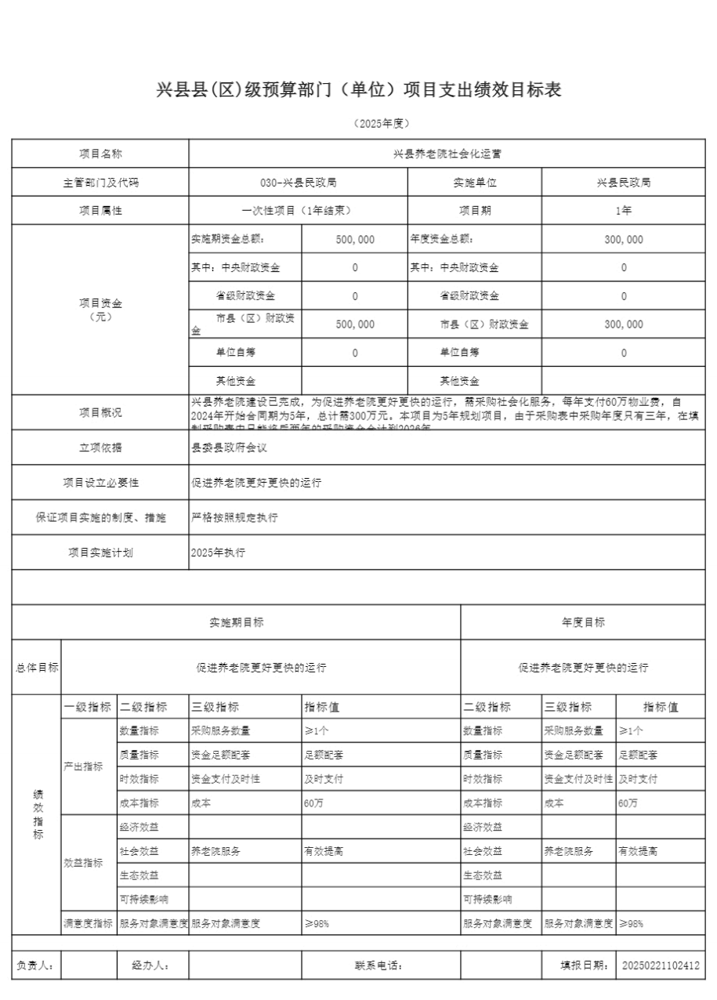 兴县县(区)级预算部门（单位）项目支出绩效目标表
（2025年度）
项目名称 兴县养老院社会化运营
主管部门及代码 030-兴县民政局 实施单位 兴县民政局
项目属性 一次性项目（1年结束） 项目期 1年
项目资金
（元）
实施期资金总额： 500,000 年度资金总额： 300,000
其中：中央财政资金 0 其中：中央财政资金 0
省级财政资金 0 省级财政资金 0
市县（区）财政资
金 500,000 市县（区）财政资金 300,000
单位自筹 0 单位自筹 0
其他资金 其他资金
项目概况
兴县养老院建设已完成，为促进养老院更好更快的运行，需采购社会化服务，每年支付60万物业费，自
2024年开始合同期为5年，总计需300万元。本项目为5年规划项目，由于采购表中采购年度只有三年，在填
制采购表中只能将后两年的采购资金合计到2026年
立项依据 县委县政府会议
项目设立必要性 促进养老院更好更快的运行
保证项目实施的制度、措施 严格按照规定执行
项目实施计划 2025年执行
实施期目标 年度目标
总体目标 促进养老院更好更快的运行 促进养老院更好更快的运行
绩
效
指
标
一级指标 二级指标 三级指标 指标值 二级指标 三级指标 指标值
产出指标
数量指标 采购服务数量 ≥1个 数量指标 采购服务数量 ≥1个
质量指标 资金足额配套 足额配套 质量指标 资金足额配套 足额配套
时效指标 资金支付及时性 及时支付 时效指标 资金支付及时性 及时支付
成本指标 成本 60万 成本指标 成本 60万
效益指标
经济效益 经济效益
社会效益 养老院服务 有效提高 社会效益 养老院服务 有效提高
生态效益 生态效益
可持续影响 可持续影响
满意度指标 服务对象满意度 服务对象满意度 ≥98% 服务对象满意度 服务对象满意度 ≥98%
负责人： 经办人： 联系电话： 填报日期： 20250221102412